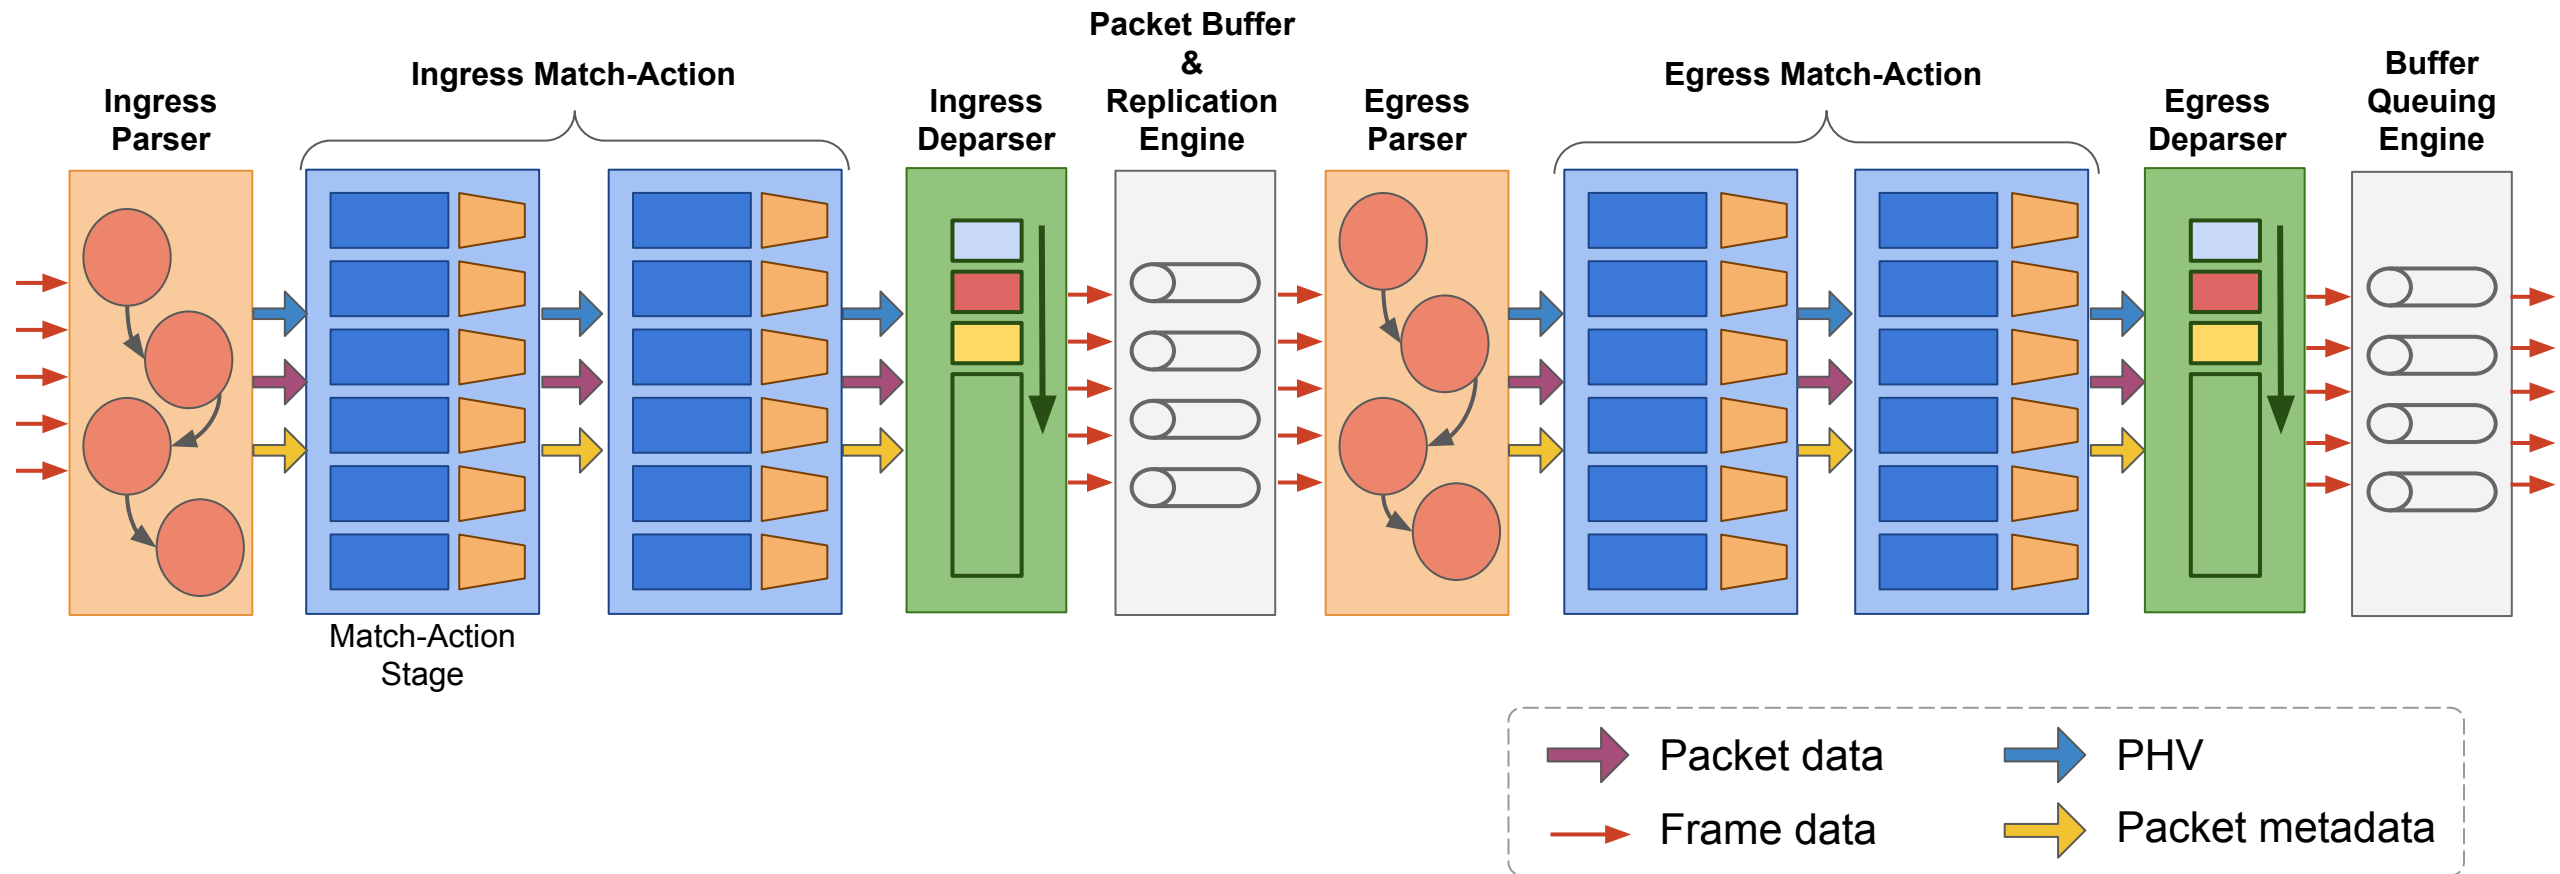 Ingress
Parser
Ingress Match-Action
Ingress
Deparser
Packet Buffer
&
Replication
Engine
Egress
Parser
Egress Match-Action
Egress
Deparser
Buffer
Queuing
Engine
Match-Action
Stage
Packet data
PHV
Frame data
Packet metadata